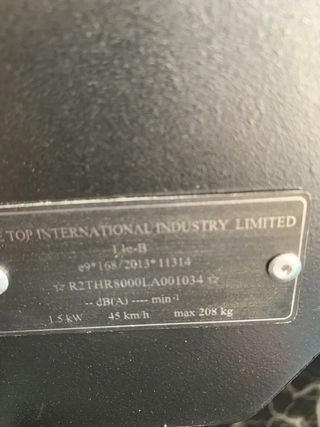 E TOP INTERNATIONAL INDUSTRY LIMITED
L1e-B
e9*168/2013*11314
☆ R2THR8000LA001034 ☆
-- dB(A) ---- min-¹
1.5 kW 45 km/h max 208 kg